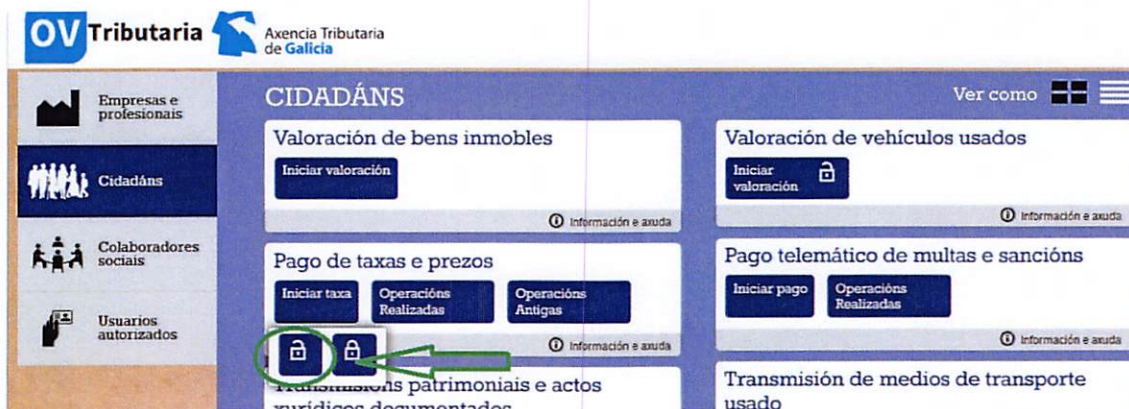 OV Tributaria
Axencia Tributaria
de Galicia
Empresas e
profesionais
Cidadáns
Colaboradores
sociais
Usuarios
autorizados
CIDADÁNS
Ver como
Valoración de bens inmobles
Iniciar valoración
Información e axuda
Valoración de vehículos usados
Iniciar
valoración
Información e axuda
Pago de taxas e prezos
Iniciar taxa
Operacións
Realizadas
Operacións
Antigas
Información e axuda
Pago telemático de multas e sancións
Iniciar pago
Operacións
Realizadas
Información e axuda
Transmisións patrimoniais e actos
xurídicos documentados
Transmisión de medios de transporte
usado